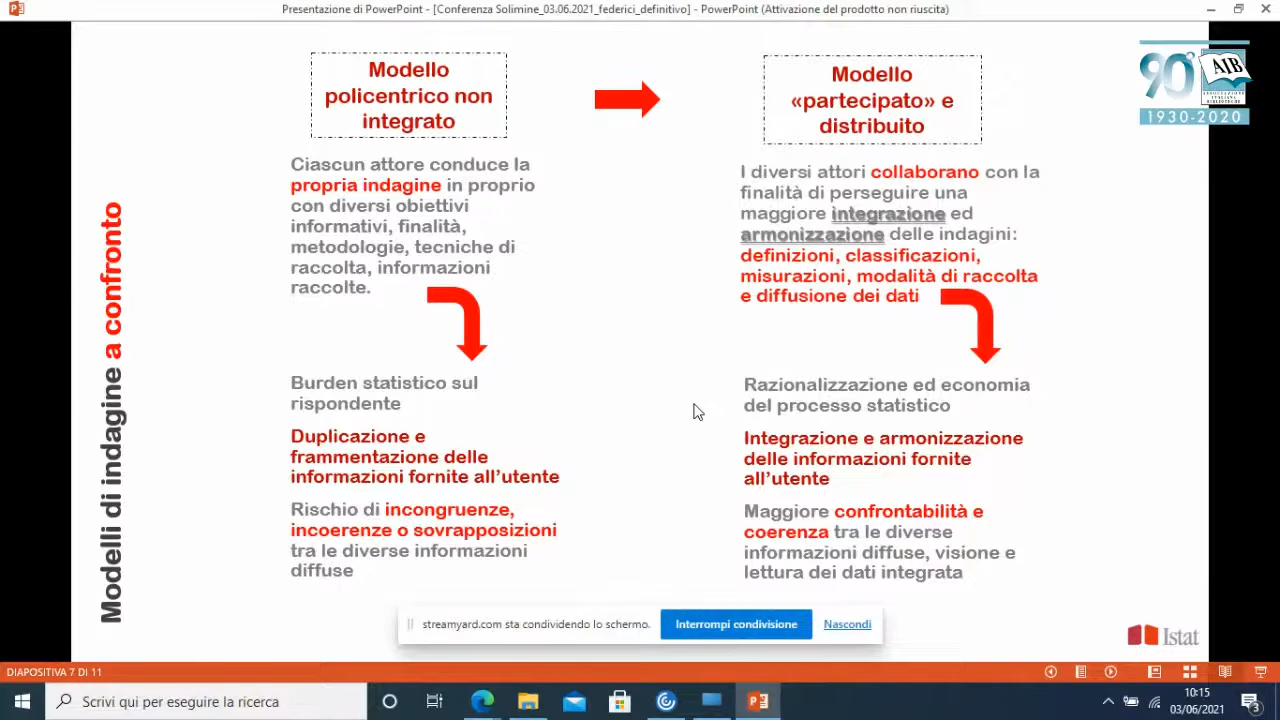 Presentazione di PowerPoint - [Conferenza Solimine_03.06.2021_federici_definitivo] - PowerPoint (Attivazione del prodotto non riuscita)
Modelli di indagine a confronto
Modello
policentrico non
integrato
Ciascun attore conduce la
propria indagine in proprio
con diversi obiettivi
informativi, finalità,
metodologie, tecniche di
raccolta, informazioni
raccolte.
Burden statistico sul
rispondente
Duplicazione e
frammentazione delle
informazioni fornite all'utente
Rischio di incongruenze,
incoerenze o sovrapposizioni
tra le diverse informazioni
diffuse
Modello
«partecipato» e
distribuito
I diversi attori collaborano con la
finalità di perseguire una
maggiore integrazione ed
armonizzazione delle indagini:
definizioni, classificazioni,
misurazioni, modalità di raccolta
e diffusione dei dati
Razionalizzazione ed economia
del processo statistico
Integrazione e armonizzazione
delle informazioni fornite
all'utente
Maggiore confrontabilità e
coerenza tra le diverse
informazioni diffuse, visione e
lettura dei dati integrata
90°
AIB
ASSOCIAZIONE
ITALIANA
BIBLIOTECHE
1930-2020
streamyard.com sta condividendo lo schermo.
Interrompi condivisione
Nascondi
Istat
DIAPOSITIVA 7 DI 11
Scrivi qui per eseguire la ricerca
10:15
03/06/2021
3